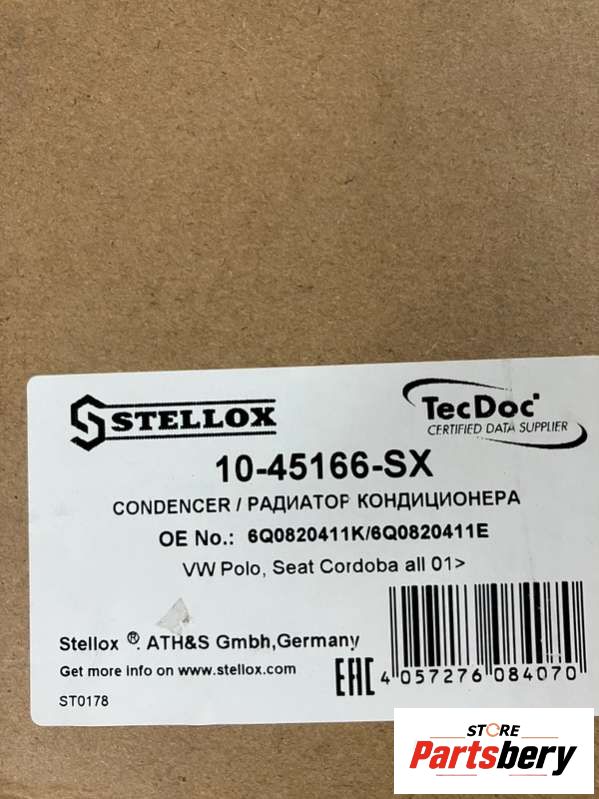 STELLOX
TecDoc
CERTIFIED DATA SUPPLIER
10-45166-SX
CONDENCER / РАДИАТОР КОНДИЦИОНЕРА
OE No.: 6Q0820411K/6Q0820411E
VW Polo, Seat Cordoba all 01>
Stellox ®. ATH&S Gmbh,Germany
Get more info on www.stellox.com
ST0178
EAC
4 057276 084070
STORE
Partsbery